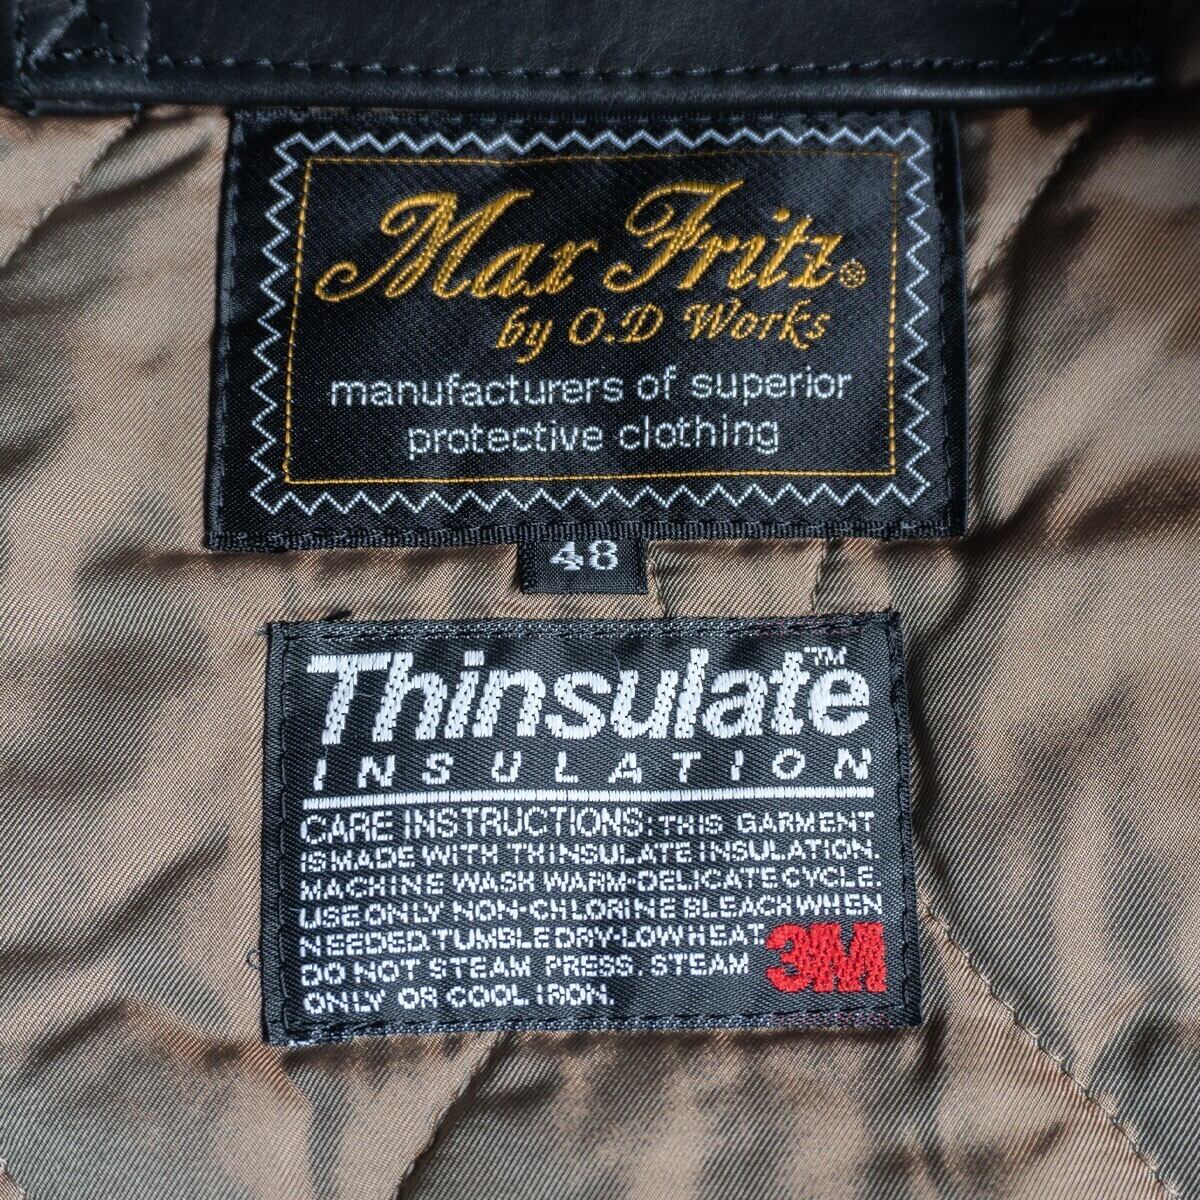 Max Fritz®
by O.D Works
manufacturers of superior
protective clothing
48
Thinsulate™
INSULATION
CARE INSTRUCTIONS: THIS GARMENT
IS MADE WITH THINSULATE INSULATION.
MACHINE WASH WARM-DELICATE CYCLE.
USE ONLY NON-CHLORINE BLEACH WHEN
NEEDED. TUMBLE DRY-LOW HEAT.
DO NOT STEAM PRESS. STEAM
ONLY OR COOL IRON.
3M